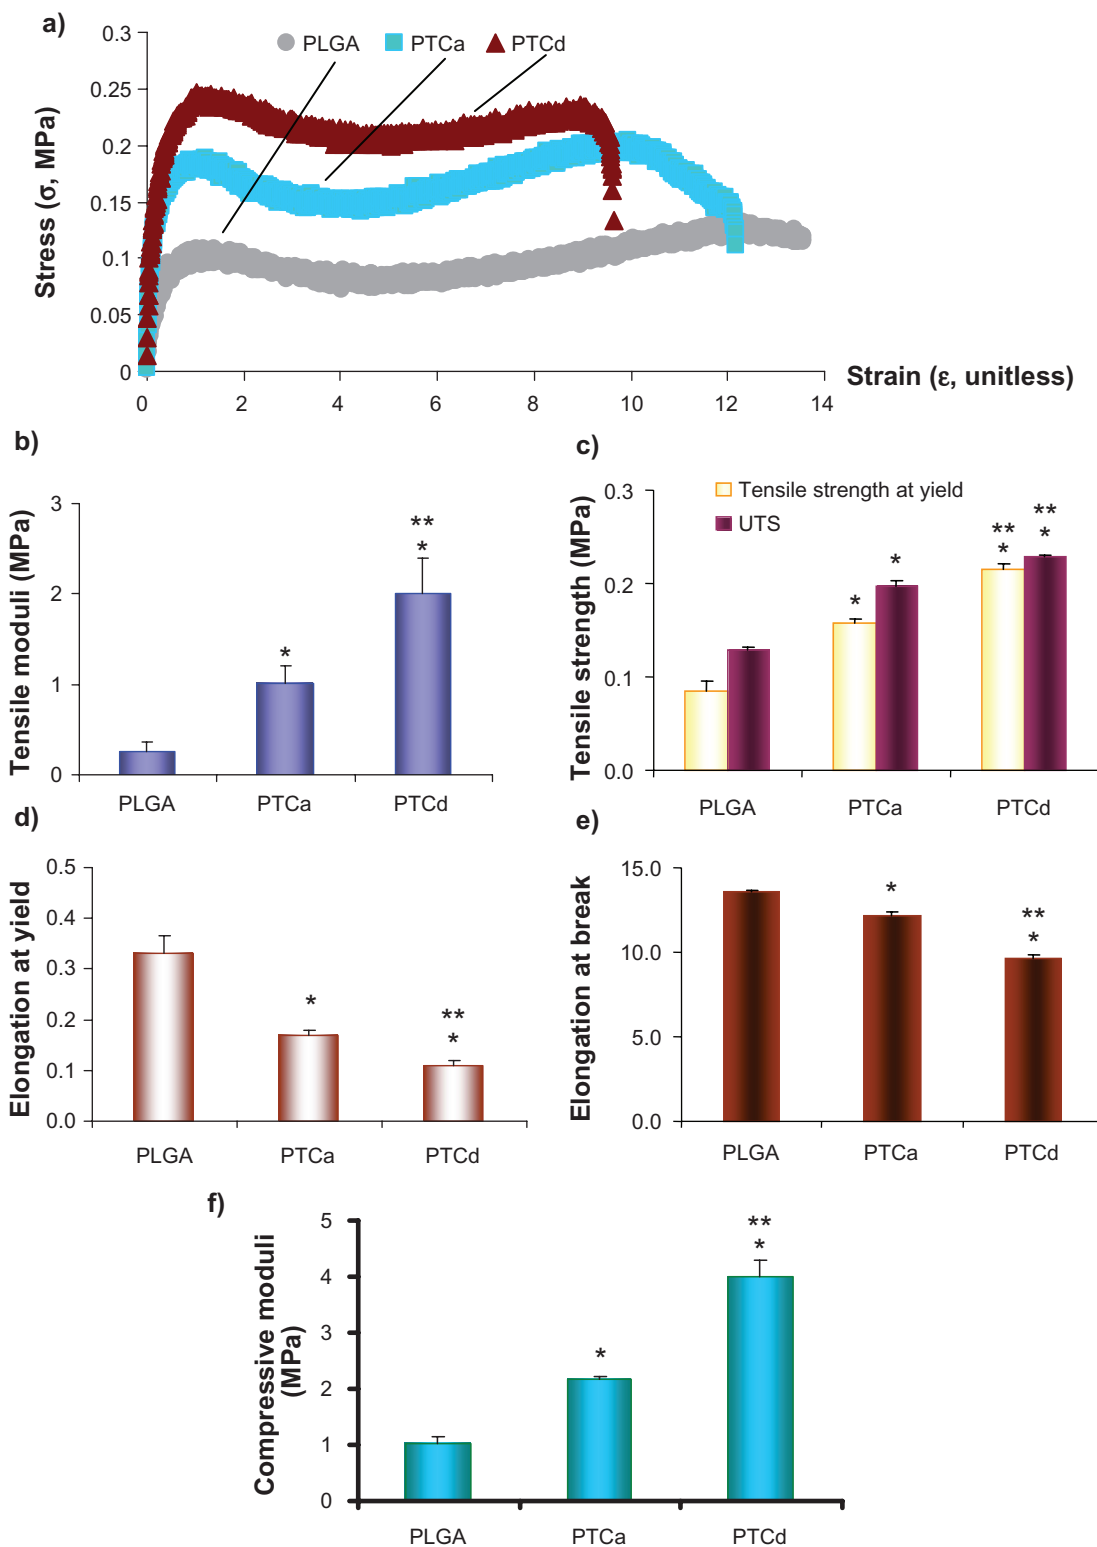 a)
0.3
0.25
0.2
0.15
0.1
0.05
0
Stress (σ, MPa)
PLGA PTCa PTCd
0 2 4 6 8 10 12 14
Strain (ε, unitless)
b)
Tensile moduli (MPa)
3
2
1
0
**
*
*
PLGA PTCa PTCd
c)
Tensile strength (MPa)
0.3
0.2
0.1
0.0
Tensile strength at yield
UTS
** **
* *
* *
PLGA PTCa PTCd
d)
Elongation at yield
0.5
0.4
0.3
0.2
0.1
0.0
*
**
*
PLGA PTCa PTCd
e)
Elongation at break
15.0
10.0
5.0
0.0
*
**
*
PLGA PTCa PTCd
f)
Compressive moduli
(MPa)
5
4
3
2
1
0
**
*
*
PLGA PTCa PTCd